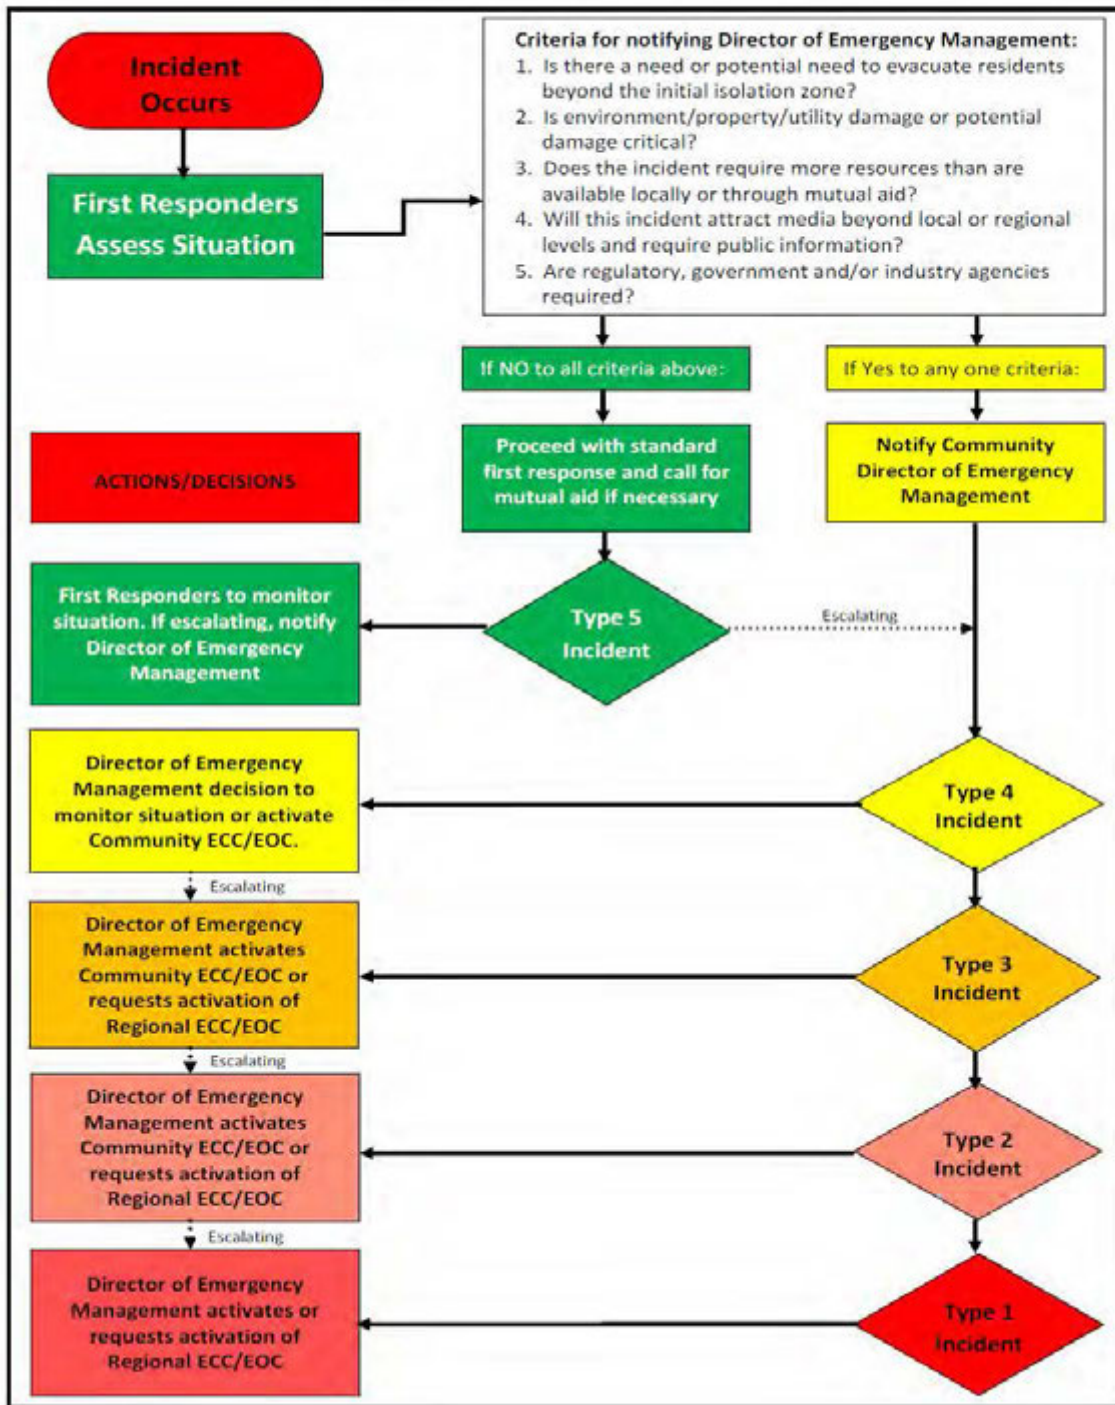 Incident
Occurs
First Responders
Assess Situation
Criteria for notifying Director of Emergency Management:
1. Is there a need or potential need to evacuate residents
beyond the initial isolation zone?
2. Is environment/property/utility damage or potential
damage critical?
3. Does the incident require more resources than are
available locally or through mutual aid?
4. Will this incident attract media beyond local or regional
levels and require public information?
5. Are regulatory, government and/or industry agencies
required?
If NO to all criteria above:
If Yes to any one criteria:
Proceed with standard
first response and call for
mutual aid if necessary
Notify Community
Director of Emergency
Management
ACTIONS/DECISIONS
First Responders to monitor
situation. If escalating, notify
Director of Emergency
Management
Type 5
Incident
Escalating
Director of Emergency
Management decision to
monitor situation or activate
Community ECC/EOC.
Type 4
Incident
Escalating
Director of Emergency
Management activates
Community ECC/EOC or
requests activation of
Regional ECC/EOC
Type 3
Incident
Escalating
Director of Emergency
Management activates
Community ECC/EOC or
requests activation of
Regional ECC/EOC
Type 2
Incident
Escalating
Director of Emergency
Management activates or
requests activation of
Regional ECC/EOC
Type 1
Incident